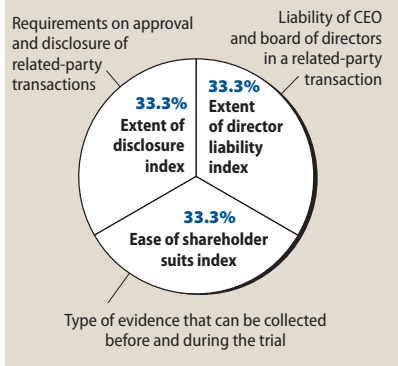 Requirements on approval
and disclosure of
related-party
transactions
Liability of CEO
and board of directors
in a related-party
transaction
33.3%
Extent of
disclosure
index
33.3%
Extent
of director
liability
index
33.3%
Ease of shareholder
suits index
Type of evidence that can be collected
before and during the trial